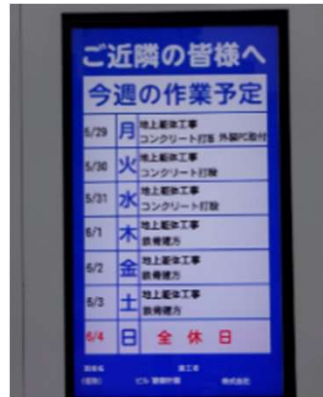 ご近隣の皆様へ
今週の作業予定
5/29 月 地上躯体工事
コンクリート打設 外装PC取付
5/30 火 地上躯体工事
コンクリート打設
5/31 水 地上躯体工事
コンクリート打設
6/1 木 地上躯体工事
鉄骨建方
6/2 金 地上躯体工事
鉄骨建方
6/3 土 地上躯体工事
鉄骨建方
6/4 日 全休日
施工者
ビル 株式会社